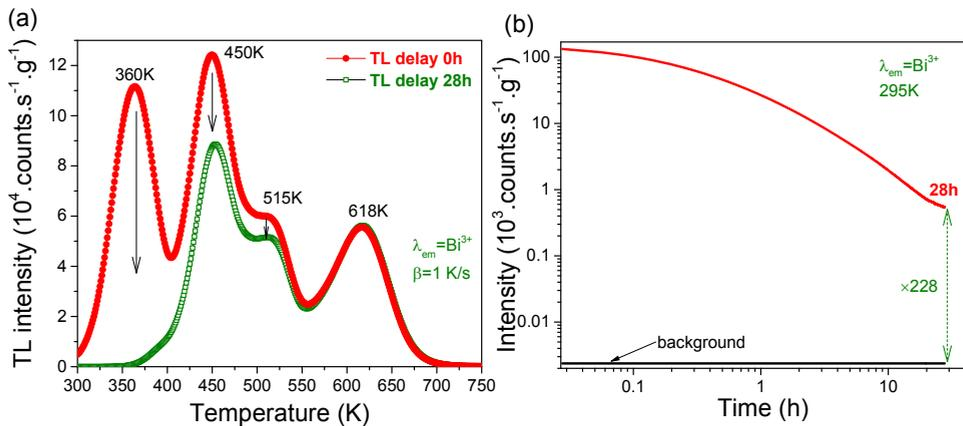 (a)
TL intensity (10⁴.counts.s⁻¹.g⁻¹)
12
10
8
6
4
2
0
360K
450K
515K
618K
TL delay 0h
TL delay 28h
λem=Bi³⁺
β=1 K/s
300 350 400 450 500 550 600 650 700 750
Temperature (K)
(b)
Intensity (10³.counts.s⁻¹.g⁻¹)
100
10
1
0.1
0.01
λem=Bi³⁺
295K
28h
×228
background
0.1 1 10
Time (h)